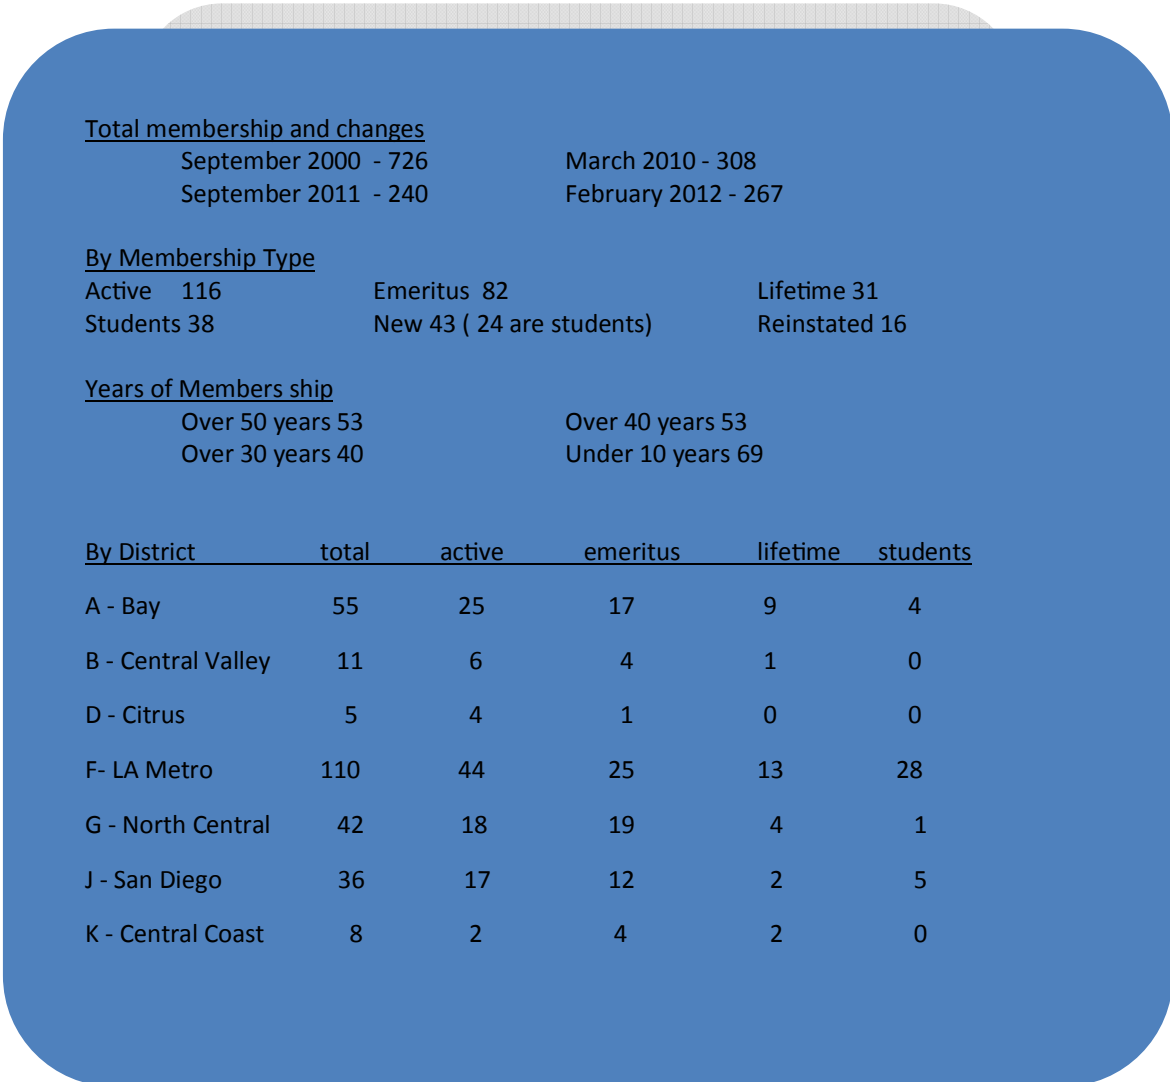 Total membership and changes
September 2000 - 726 March 2010 - 308
September 2011 - 240 February 2012 - 267
By Membership Type
Active 116 Emeritus 82 Lifetime 31
Students 38 New 43 ( 24 are students) Reinstated 16
Years of Members ship
Over 50 years 53 Over 40 years 53
Over 30 years 40 Under 10 years 69
By District total active emeritus lifetime students
A - Bay 55 25 17 9 4
B - Central Valley 11 6 4 1 0
D - Citrus 5 4 1 0 0
F- LA Metro 110 44 25 13 28
G - North Central 42 18 19 4 1
J - San Diego 36 17 12 2 5
K - Central Coast 8 2 4 2 0